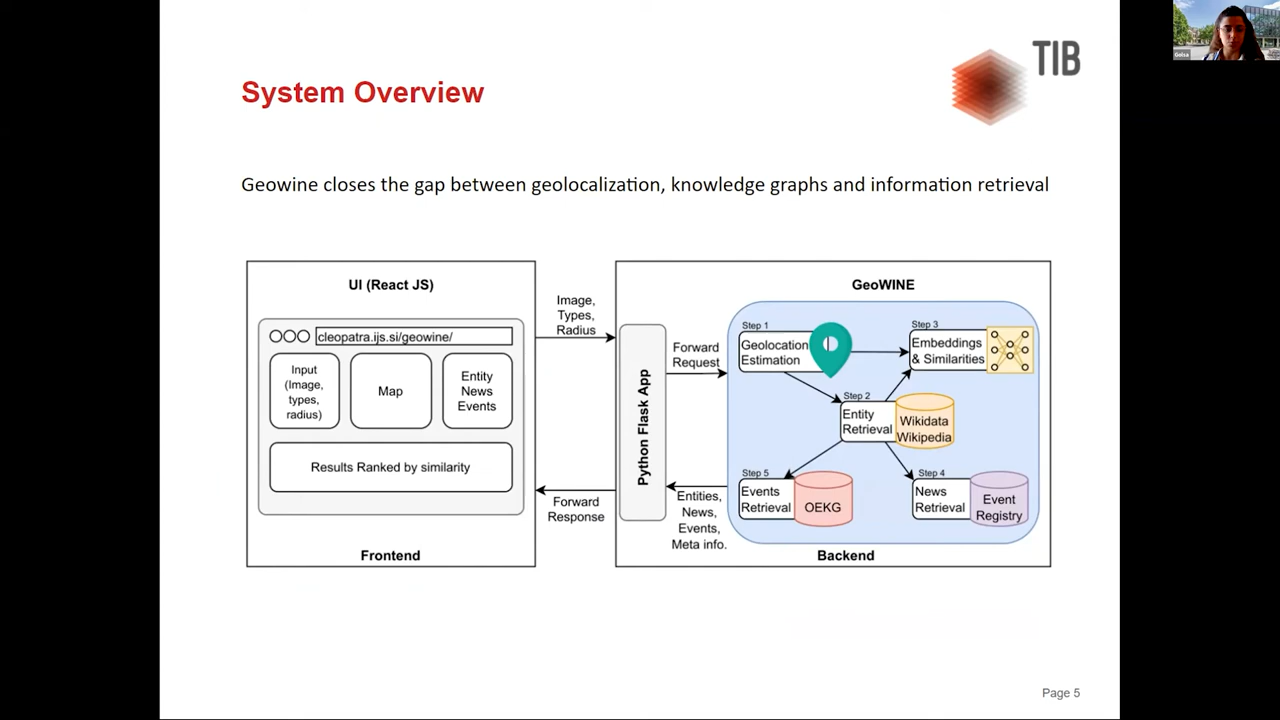 TIB
Golsa
System Overview
Geowine closes the gap between geolocalization, knowledge graphs and information retrieval
UI (React JS)
cleopatra.ijs.si/geowine/
Input
(Image,
types,
radius)
Map
Entity
News
Events
Results Ranked by similarity
Frontend
Image,
Types,
Radius
Forward
Response
Python Flask App
Forward
Request
Entities,
News,
Events,
Meta info.
GeoWINE
Step 1
Geolocation
Estimation
Step 3
Embeddings
& Similarities
Step 2
Entity
Retrieval
Wikidata
Wikipedia
Step 5
Events
Retrieval
OEKG
Step 4
News
Retrieval
Event
Registry
Backend
Page 5